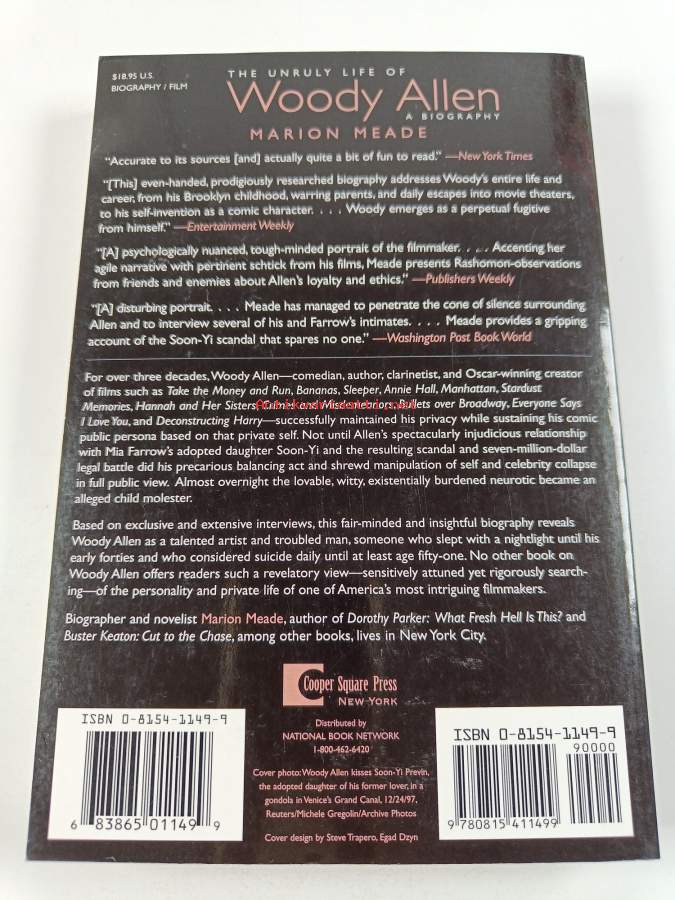 $18.95 U.S.
BIOGRAPHY / FILM
THE UNRULY LIFE OF
Woody Allen
A BIOGRAPHY
MARION MEADE
"Accurate to its sources [and] actually quite a bit of fun to read." —New York Times
"[This] even-handed, prodigiously researched biography addresses Woody's entire life and
career, from his Brooklyn childhood, warring parents, and daily escapes into movie theaters,
to his self-invention as a comic character. . . . Woody emerges as a perpetual fugitive
from himself." —Entertainment Weekly
"[A] psychologically nuanced, tough-minded portrait of the filmmaker. . . . Accenting her
agile narrative with pertinent schtick from his films, Meade presents Rashomon-observations
from friends and enemies about Allen's loyalty and ethics." —Publishers Weekly
"[A] disturbing portrait. . . . Meade has managed to penetrate the cone of silence surrounding
Allen and to interview several of his and Farrow's intimates. . . . Meade provides a gripping
account of the Soon-Yi scandal that spares no one." —Washington Post Book World
For over three decades, Woody Allen—comedian, author, clarinetist, and Oscar-winning creator
of films such as Take the Money and Run, Bananas, Sleeper, Annie Hall, Manhattan, Stardust
Memories, Hannah and Her Sisters, Crimes and Misdemeanors, Bullets over Broadway, Everyone Says
I Love You, and Deconstructing Harry—successfully maintained his privacy while sustaining his comic
public persona based on that private self. Not until Allen's spectacularly injudicious relationship
with Mia Farrow's adopted daughter Soon-Yi and the resulting scandal and seven-million-dollar
legal battle did his precarious balancing act and shrewd manipulation of self and celebrity collapse
in full public view. Almost overnight the lovable, witty, existentially burdened neurotic became an
alleged child molester.
Based on exclusive and extensive interviews, this fair-minded and insightful biography reveals
Woody Allen as a talented artist and troubled man, someone who slept with a nightlight until his
early forties and who considered suicide daily until at least age fifty-one. No other book on
Woody Allen offers readers such a revelatory view—sensitively attuned yet rigorously search-
ing—of the personality and private life of one of America's most intriguing filmmakers.
Biographer and novelist Marion Meade, author of Dorothy Parker: What Fresh Hell Is This? and
Buster Keaton: Cut to the Chase, among other books, lives in New York City.
Cooper Square Press
NEW YORK
Distributed by
NATIONAL BOOK NETWORK
1-800-462-6420
Cover photo: Woody Allen kisses Soon-Yi Previn,
the adopted daughter of his former lover, in a
gondola in Venice's Grand Canal, 12/24/97.
Reuters/Michele Gregolin/Archive Photos
Cover design by Steve Trapero, Egad Dzyn
ISBN 0-8154-1149-9
6 83865 01149 9
ISBN 0-8154-1149-9
90000
9 780815 411499